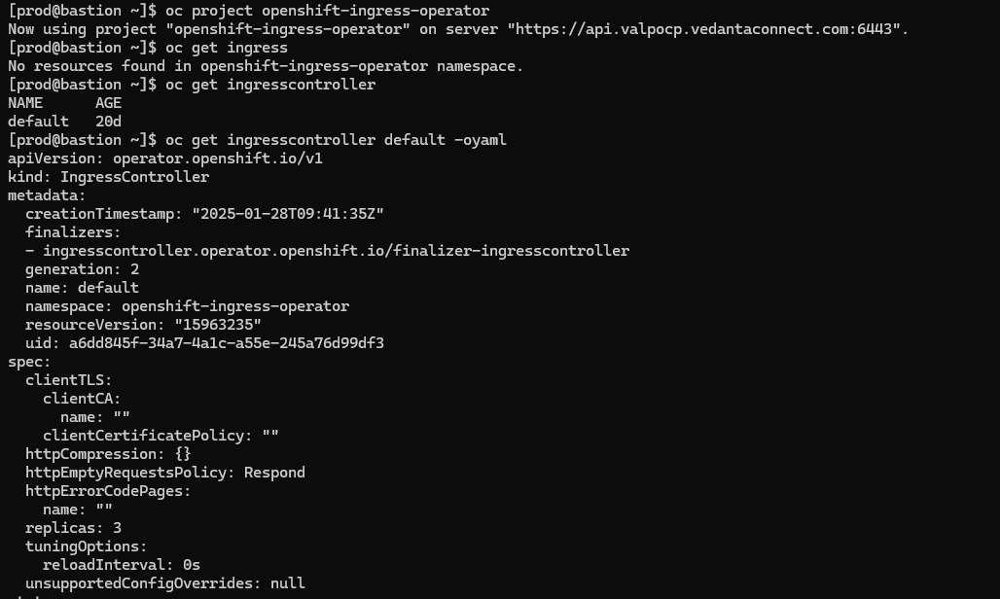 [prod@bastion ~]$ oc project openshift-ingress-operator
Now using project "openshift-ingress-operator" on server "https://api.valpocp.vedantaconnect.com:6443".
[prod@bastion ~]$ oc get ingress
No resources found in openshift-ingress-operator namespace.
[prod@bastion ~]$ oc get ingresscontroller
NAME      AGE
default   20d
[prod@bastion ~]$ oc get ingresscontroller default -oyaml
apiVersion: operator.openshift.io/v1
kind: IngressController
metadata:
  creationTimestamp: "2025-01-28T09:41:35Z"
  finalizers:
  - ingresscontroller.operator.openshift.io/finalizer-ingresscontroller
  generation: 2
  name: default
  namespace: openshift-ingress-operator
  resourceVersion: "15963235"
  uid: a6dd845f-34a7-4a1c-a55e-245a76d99df3
spec:
  clientTLS:
    clientCA:
      name: ""
    clientCertificatePolicy: ""
  httpCompression: {}
  httpEmptyRequestsPolicy: Respond
  httpErrorCodePages:
    name: ""
  replicas: 3
  tuningOptions:
    reloadInterval: 0s
  unsupportedConfigOverrides: null